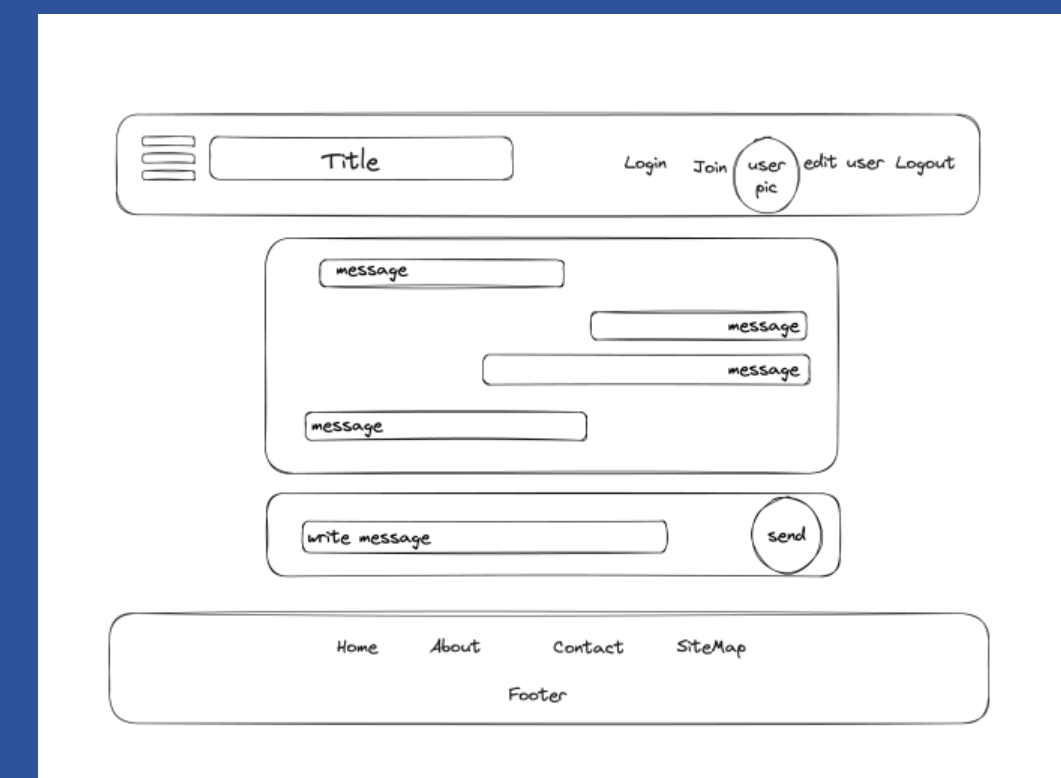 Title
Login Join user pic edit user Logout
message
message
message
message
write message
send
Home About Contact SiteMap
Footer